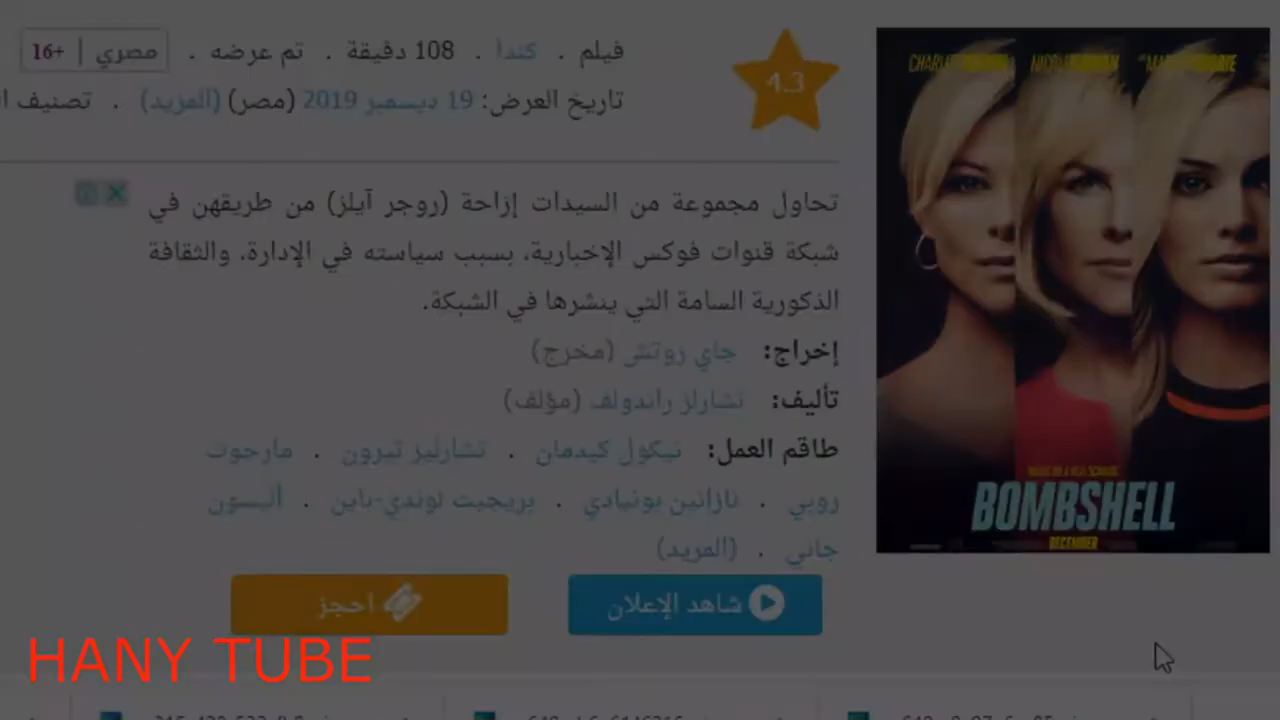 فيلم . كندا . 108 دقيقة . تم عرضه . مصري | +16
تاريخ العرض: 19 ديسمبر 2019 (مصر) (المزيد) . تصنيف
4.3
تحاول مجموعة من السيدات إزاحة (روجر آيلز) من طريقهن في
شبكة قنوات فوكس الإخبارية، بسبب سياسته في الإدارة، والثقافة
الذكورية السامة التي ينشرها في الشبكة.
إخراج: جاي روتش (مخرج)
تأليف: تشارلز راندولف (مؤلف)
طاقم العمل: نيكول كيدمان . تشارليز ثيرون . مارجوت
روبي . نازانين بونيادي . بريجيت لوندي-باين . أليسون
جاني . (المزيد)
شاهد الإعلان
احجز
BOMBSHELL
DECEMBER
HANY TUBE